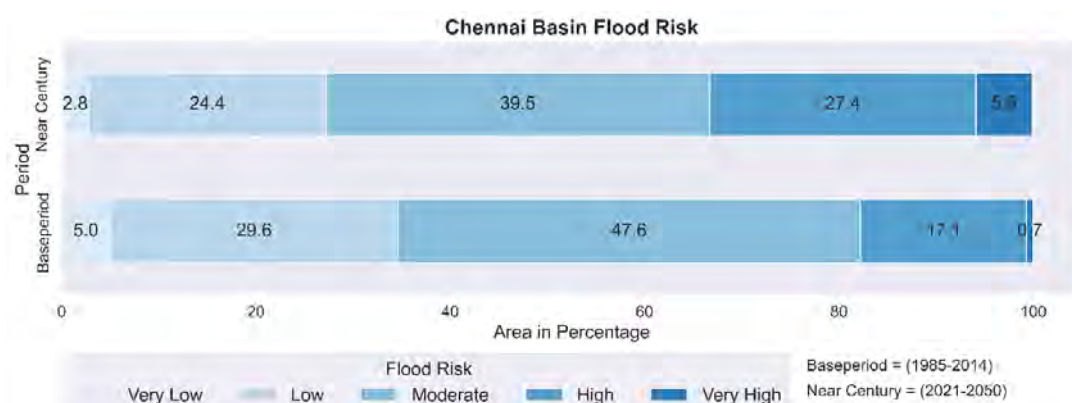 Chennai Basin Flood Risk
Near Century
2.8
24.4
39.5
27.4
Period
Baseperiod
5.0
29.6
47.6
17.1
0.7
0
20
40
60
80
100
Area in Percentage
Flood Risk
Very Low
Low
Moderate
High
Very High
Baseperiod = (1985-2014)
Near Century = (2021-2050)